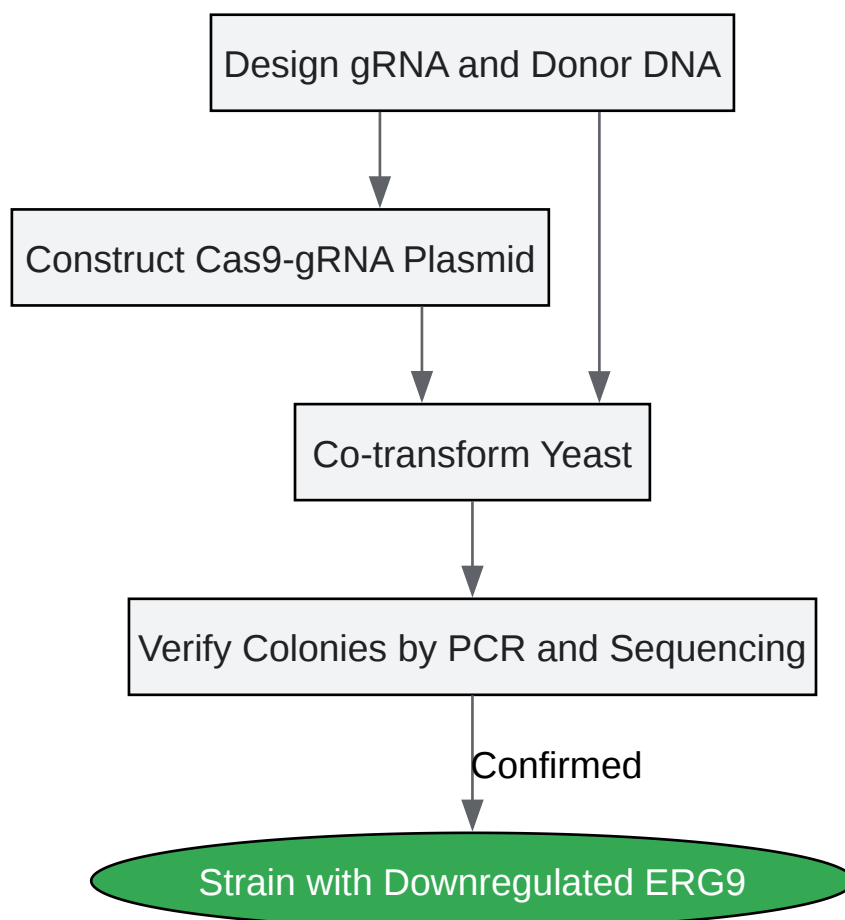 Design gRNA and Donor DNA
Construct Cas9-gRNA Plasmid
Co-transform Yeast
Verify Colonies by PCR and Sequencing
Confirmed
Strain with Downregulated ERG9